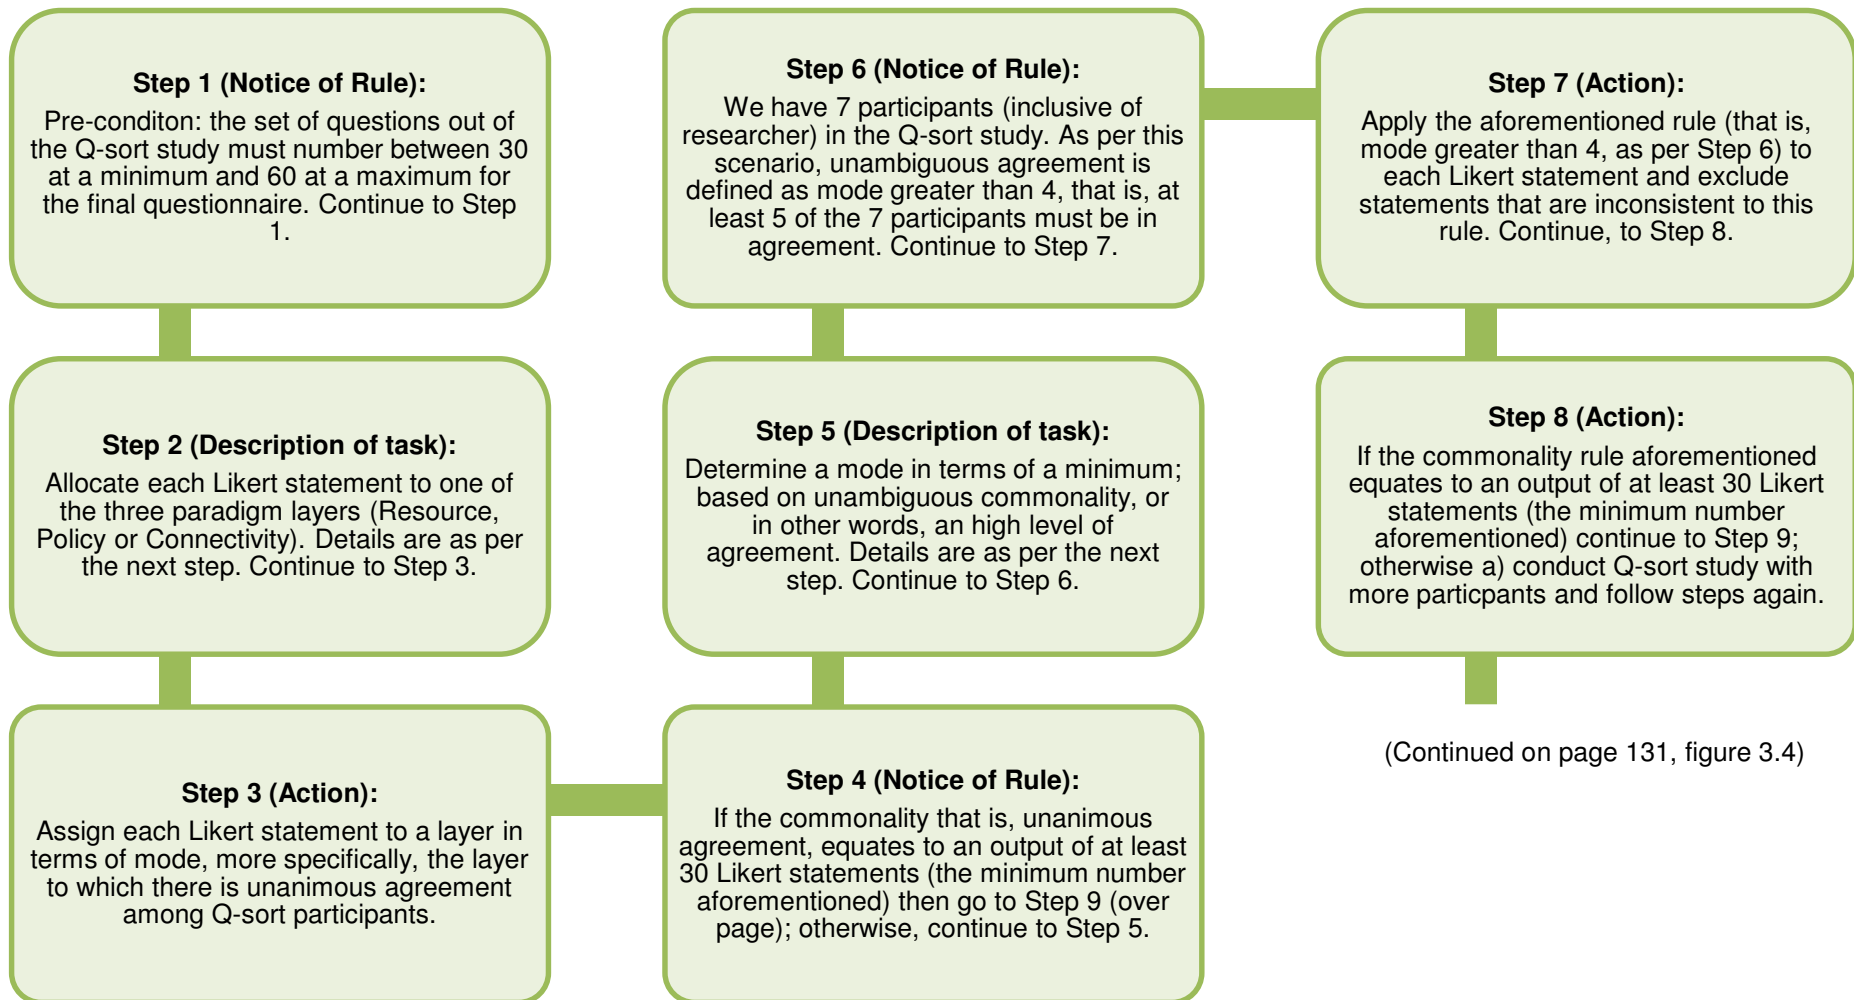 Step 1 (Notice of Rule):
Pre-conditon: the set of questions out of
the Q-sort study must number between 30
at a minimum and 60 at a maximum for
the final questionnaire. Continue to Step
1.
Step 2 (Description of task):
Allocate each Likert statement to one of
the three paradigm layers (Resource,
Policy or Connectivity). Details are as per
the next step. Continue to Step 3.
Step 3 (Action):
Assign each Likert statement to a layer in
terms of mode, more specifically, the layer
to which there is unanimous agreement
among Q-sort participants.
Step 4 (Notice of Rule):
If the commonality that is, unanimous
agreement, equates to an output of at least
30 Likert statements (the minimum number
aforementioned) then go to Step 9 (over
page); otherwise, continue to Step 5.
Step 5 (Description of task):
Determine a mode in terms of a minimum;
based on unambiguous commonality, or
in other words, an high level of
agreement. Details are as per the next
step. Continue to Step 6.
Step 6 (Notice of Rule):
We have 7 participants (inclusive of
researcher) in the Q-sort study. As per this
scenario, unambiguous agreement is
defined as mode greater than 4, that is, at
least 5 of the 7 participants must be in
agreement. Continue to Step 7.
Step 7 (Action):
Apply the aforementioned rule (that is,
mode greater than 4, as per Step 6) to
each Likert statement and exclude
statements that are inconsistent to this
rule. Continue, to Step 8.
Step 8 (Action):
If the commonality rule aforementioned
equates to an output of at least 30 Likert
statements (the minimum number
aforementioned) continue to Step 9;
otherwise a) conduct Q-sort study with
more particpants and follow steps again.
(Continued on page 131, figure 3.4)